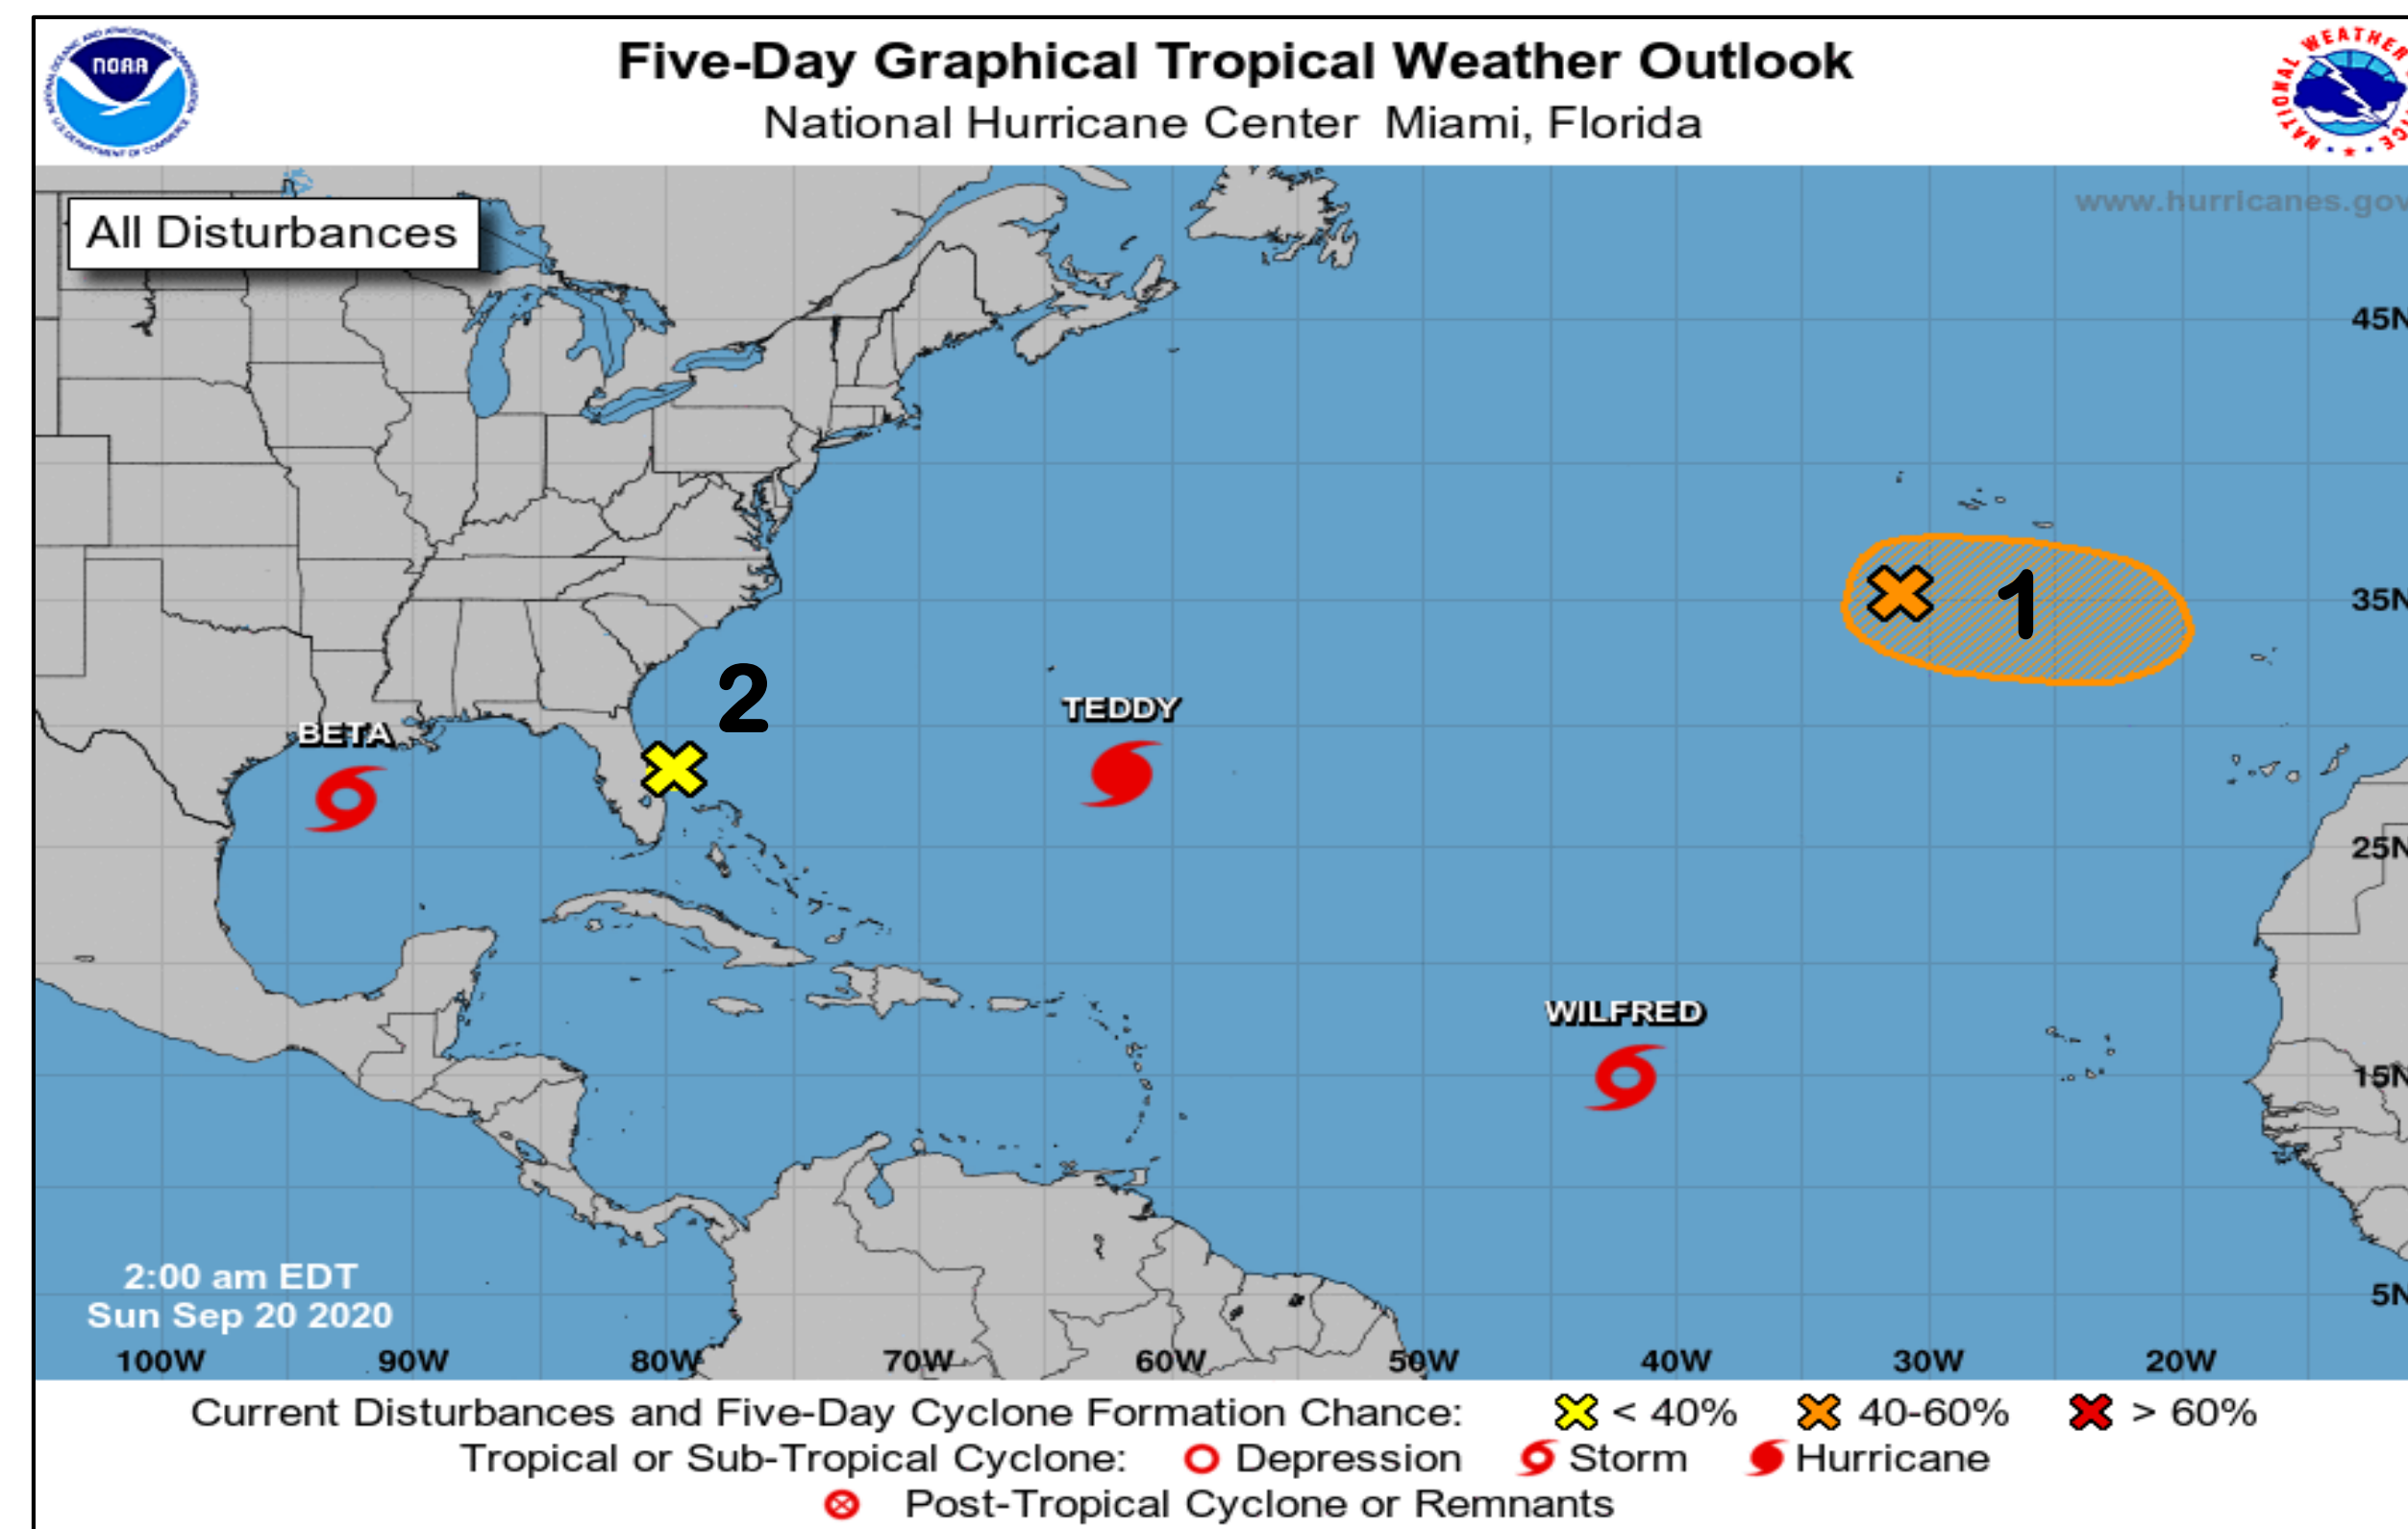 NOAA
Five-Day Graphical Tropical Weather Outlook
National Hurricane Center Miami, Florida
All Disturbances
www.hurricanes.gov
45N
1
35N
2
TEDDY
BETA
25N
WILFRED
15N
2:00 am EDT
Sun Sep 20 2020
5N
100W 90W 80W 70W 60W 50W 40W 30W 20W
Current Disturbances and Five-Day Cyclone Formation Chance: < 40% 40-60% > 60%
Tropical or Sub-Tropical Cyclone: Depression Storm Hurricane
Post-Tropical Cyclone or Remnants